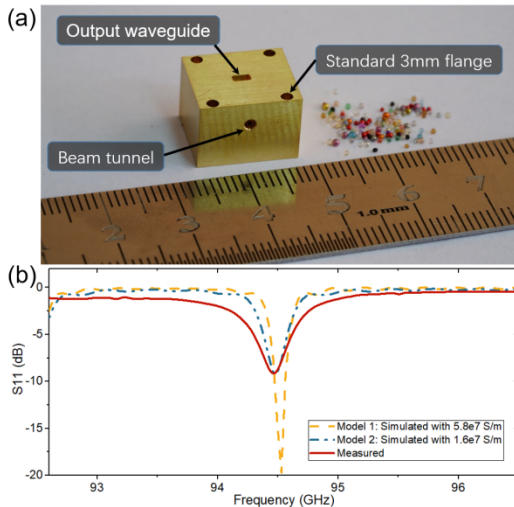 (a)
Output waveguide
Standard 3mm flange
Beam tunnel
2 3 4 5 6 7
1.0 mm
(b)
S11 (dB)
0
-5
-10
-15
-20
Model 1: Simulated with 5.8e7 S/m
Model 2: Simulated with 1.6e7 S/m
Measured
93 94 95 96
Frequency (GHz)